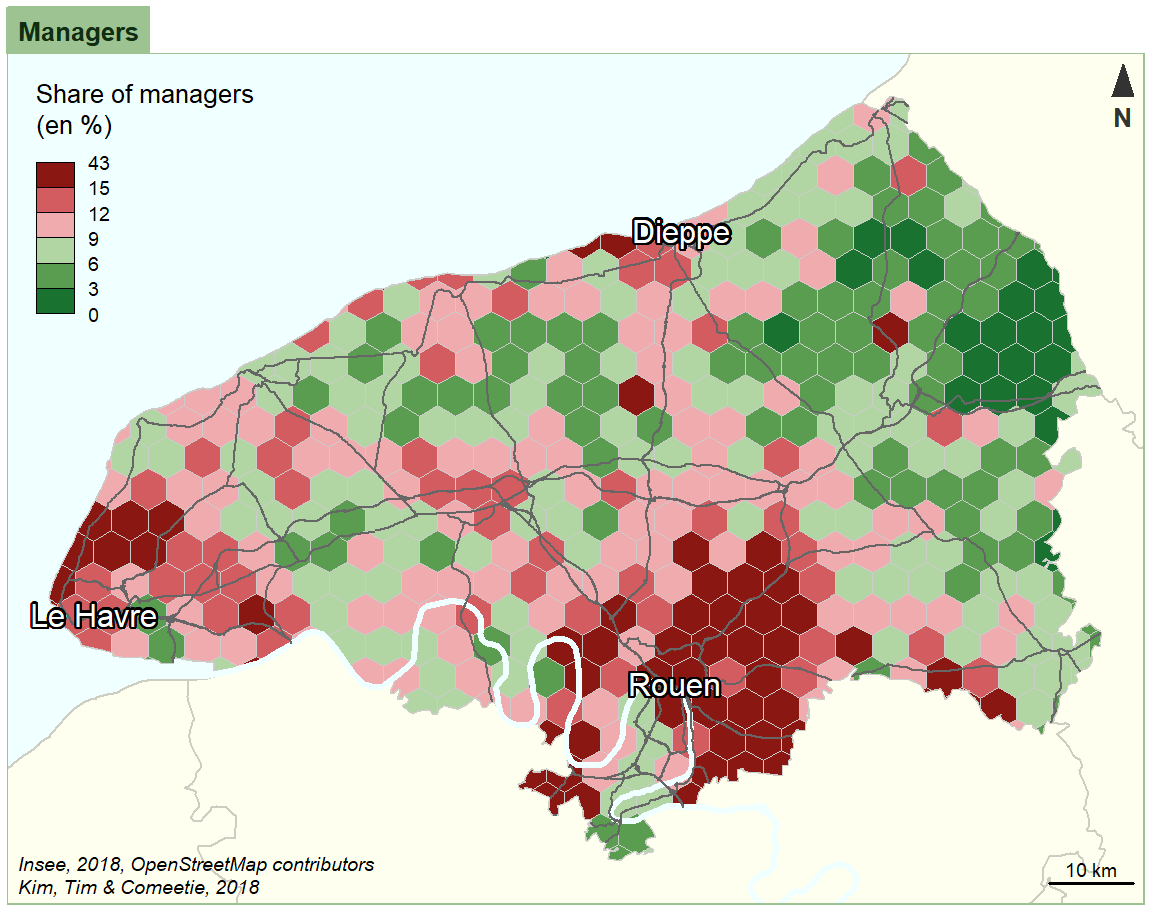 Managers
Share of managers
(en %)
43
15
12
9
6
3
0
N
Dieppe
Le Havre
Rouen
Insee, 2018, OpenStreetMap contributors
Kim, Tim & Comeetie, 2018
10 km